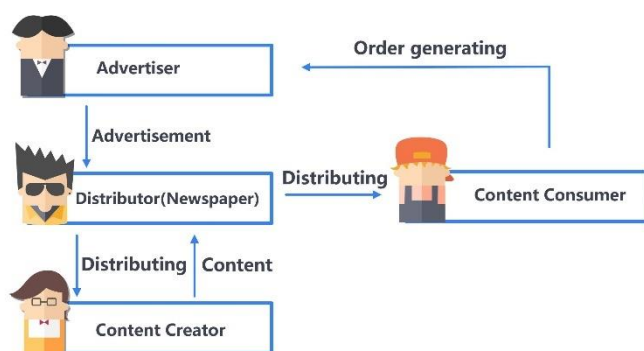 Order generating
Advertiser
Advertisement
Distributor(Newspaper)
Distributing
Content Consumer
Distributing
Content
Content Creator